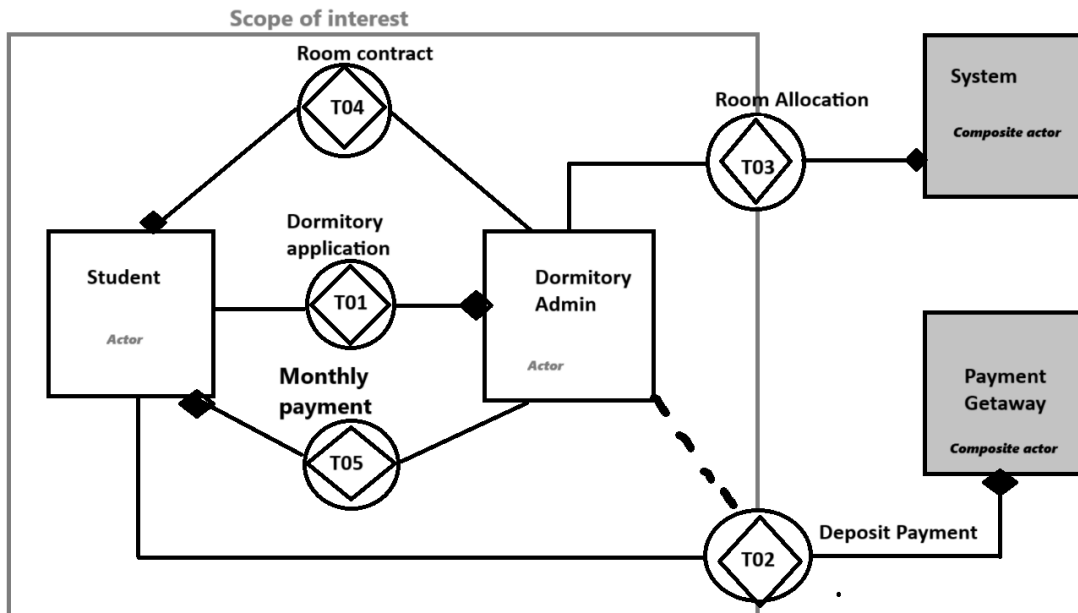 Scope of interest
Room contract
T04
Room Allocation
T03
System
Composite actor
Dormitory
application
T01
Student
Actor
Dormitory
Admin
Actor
Monthly
payment
T05
Payment
Getaway
Composite actor
Deposit Payment
T02